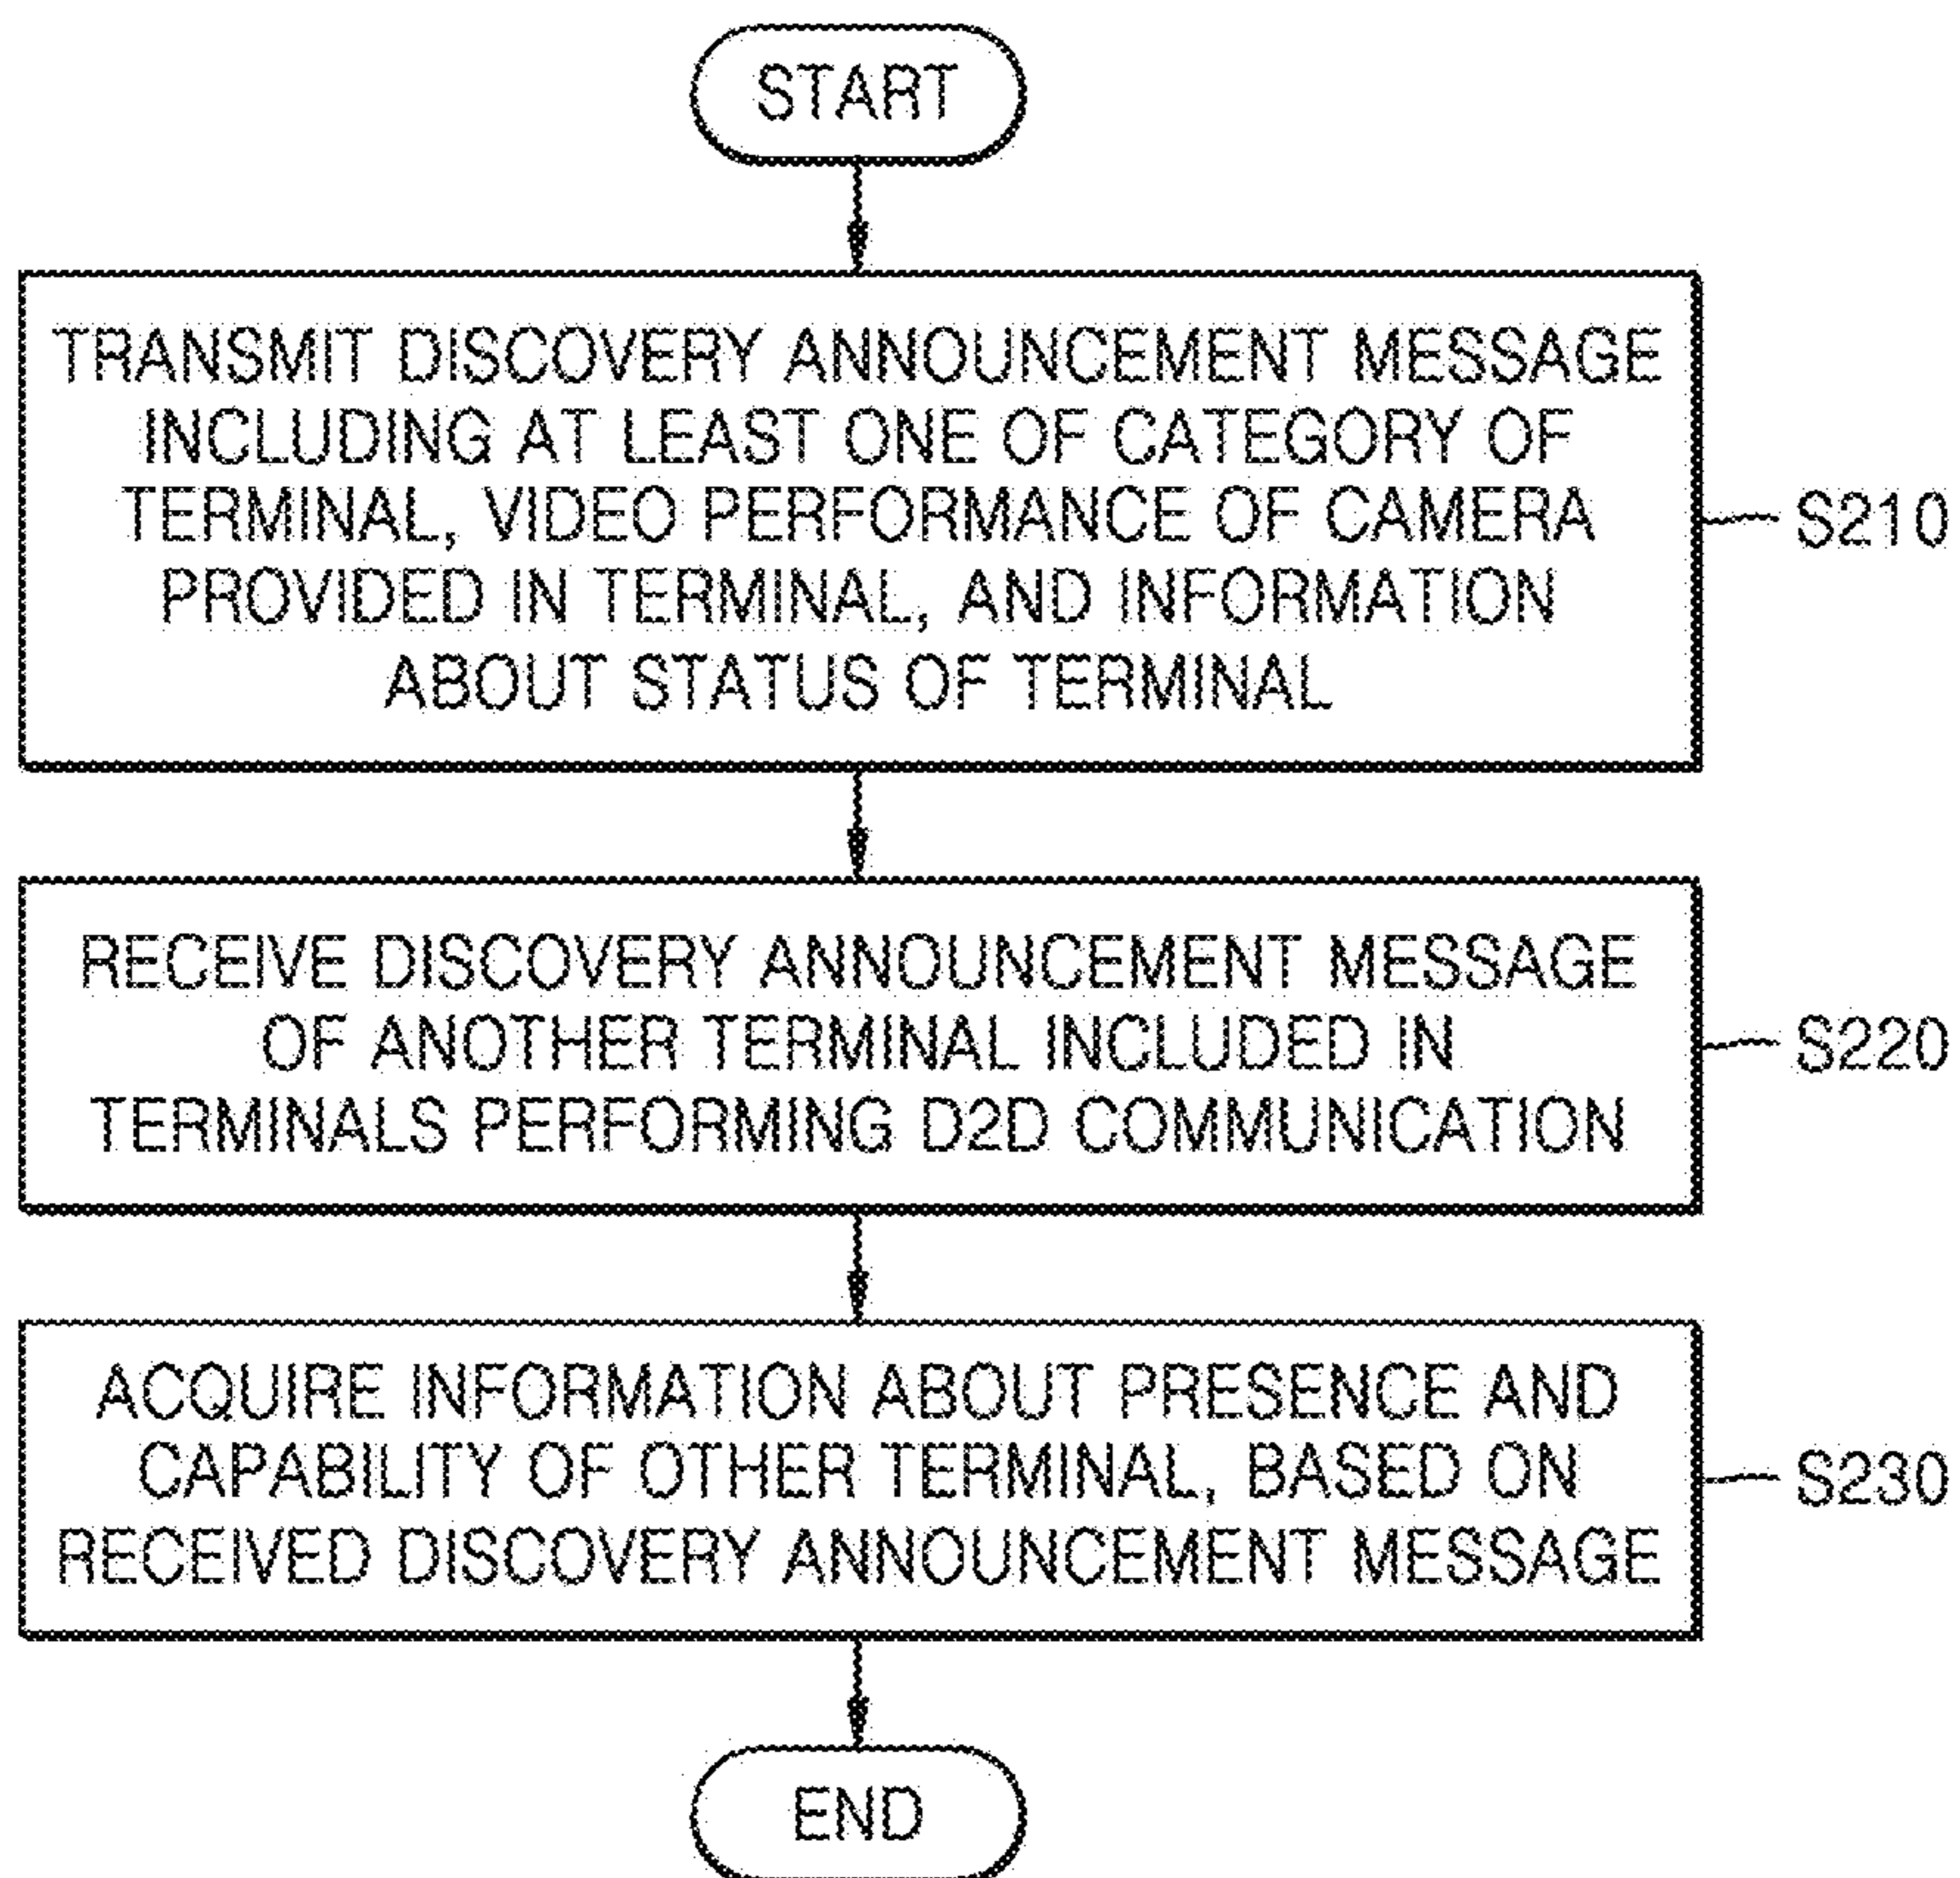 START
TRANSMIT DISCOVERY ANNOUNCEMENT MESSAGE
INCLUDING AT LEAST ONE OF CATEGORY OF
TERMINAL, VIDEO PERFORMANCE OF CAMERA
PROVIDED IN TERMINAL, AND INFORMATION
ABOUT STATUS OF TERMINAL
S210
RECEIVE DISCOVERY ANNOUNCEMENT MESSAGE
OF ANOTHER TERMINAL INCLUDED IN
TERMINALS PERFORMING D2D COMMUNICATION
S220
ACQUIRE INFORMATION ABOUT PRESENCE AND
CAPABILITY OF OTHER TERMINAL, BASED ON
RECEIVED DISCOVERY ANNOUNCEMENT MESSAGE
S230
END